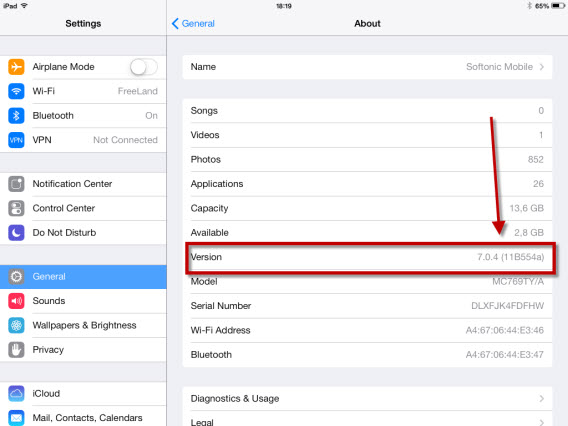 iPad 18:19 65%
Settings
General About
Airplane Mode
Wi-Fi FreeLand
Bluetooth On
VPN VPN Not Connected
Notification Center
Control Center
Do Not Disturb
General
Sounds
Wallpapers & Brightness
Privacy
iCloud
Mail, Contacts, Calendars
Name Softonic Mobile
Songs 0
Videos 1
Photos 852
Applications 26
Capacity 13,6 GB
Available 2,8 GB
Version 7.0.4 (11B554a)
Model MC769TY/A
Serial Number DLXFJK4FDFHW
Wi-Fi Address A4:67:06:44:E3:46
Bluetooth A4:67:06:44:E3:47
Diagnostics & Usage
Legal